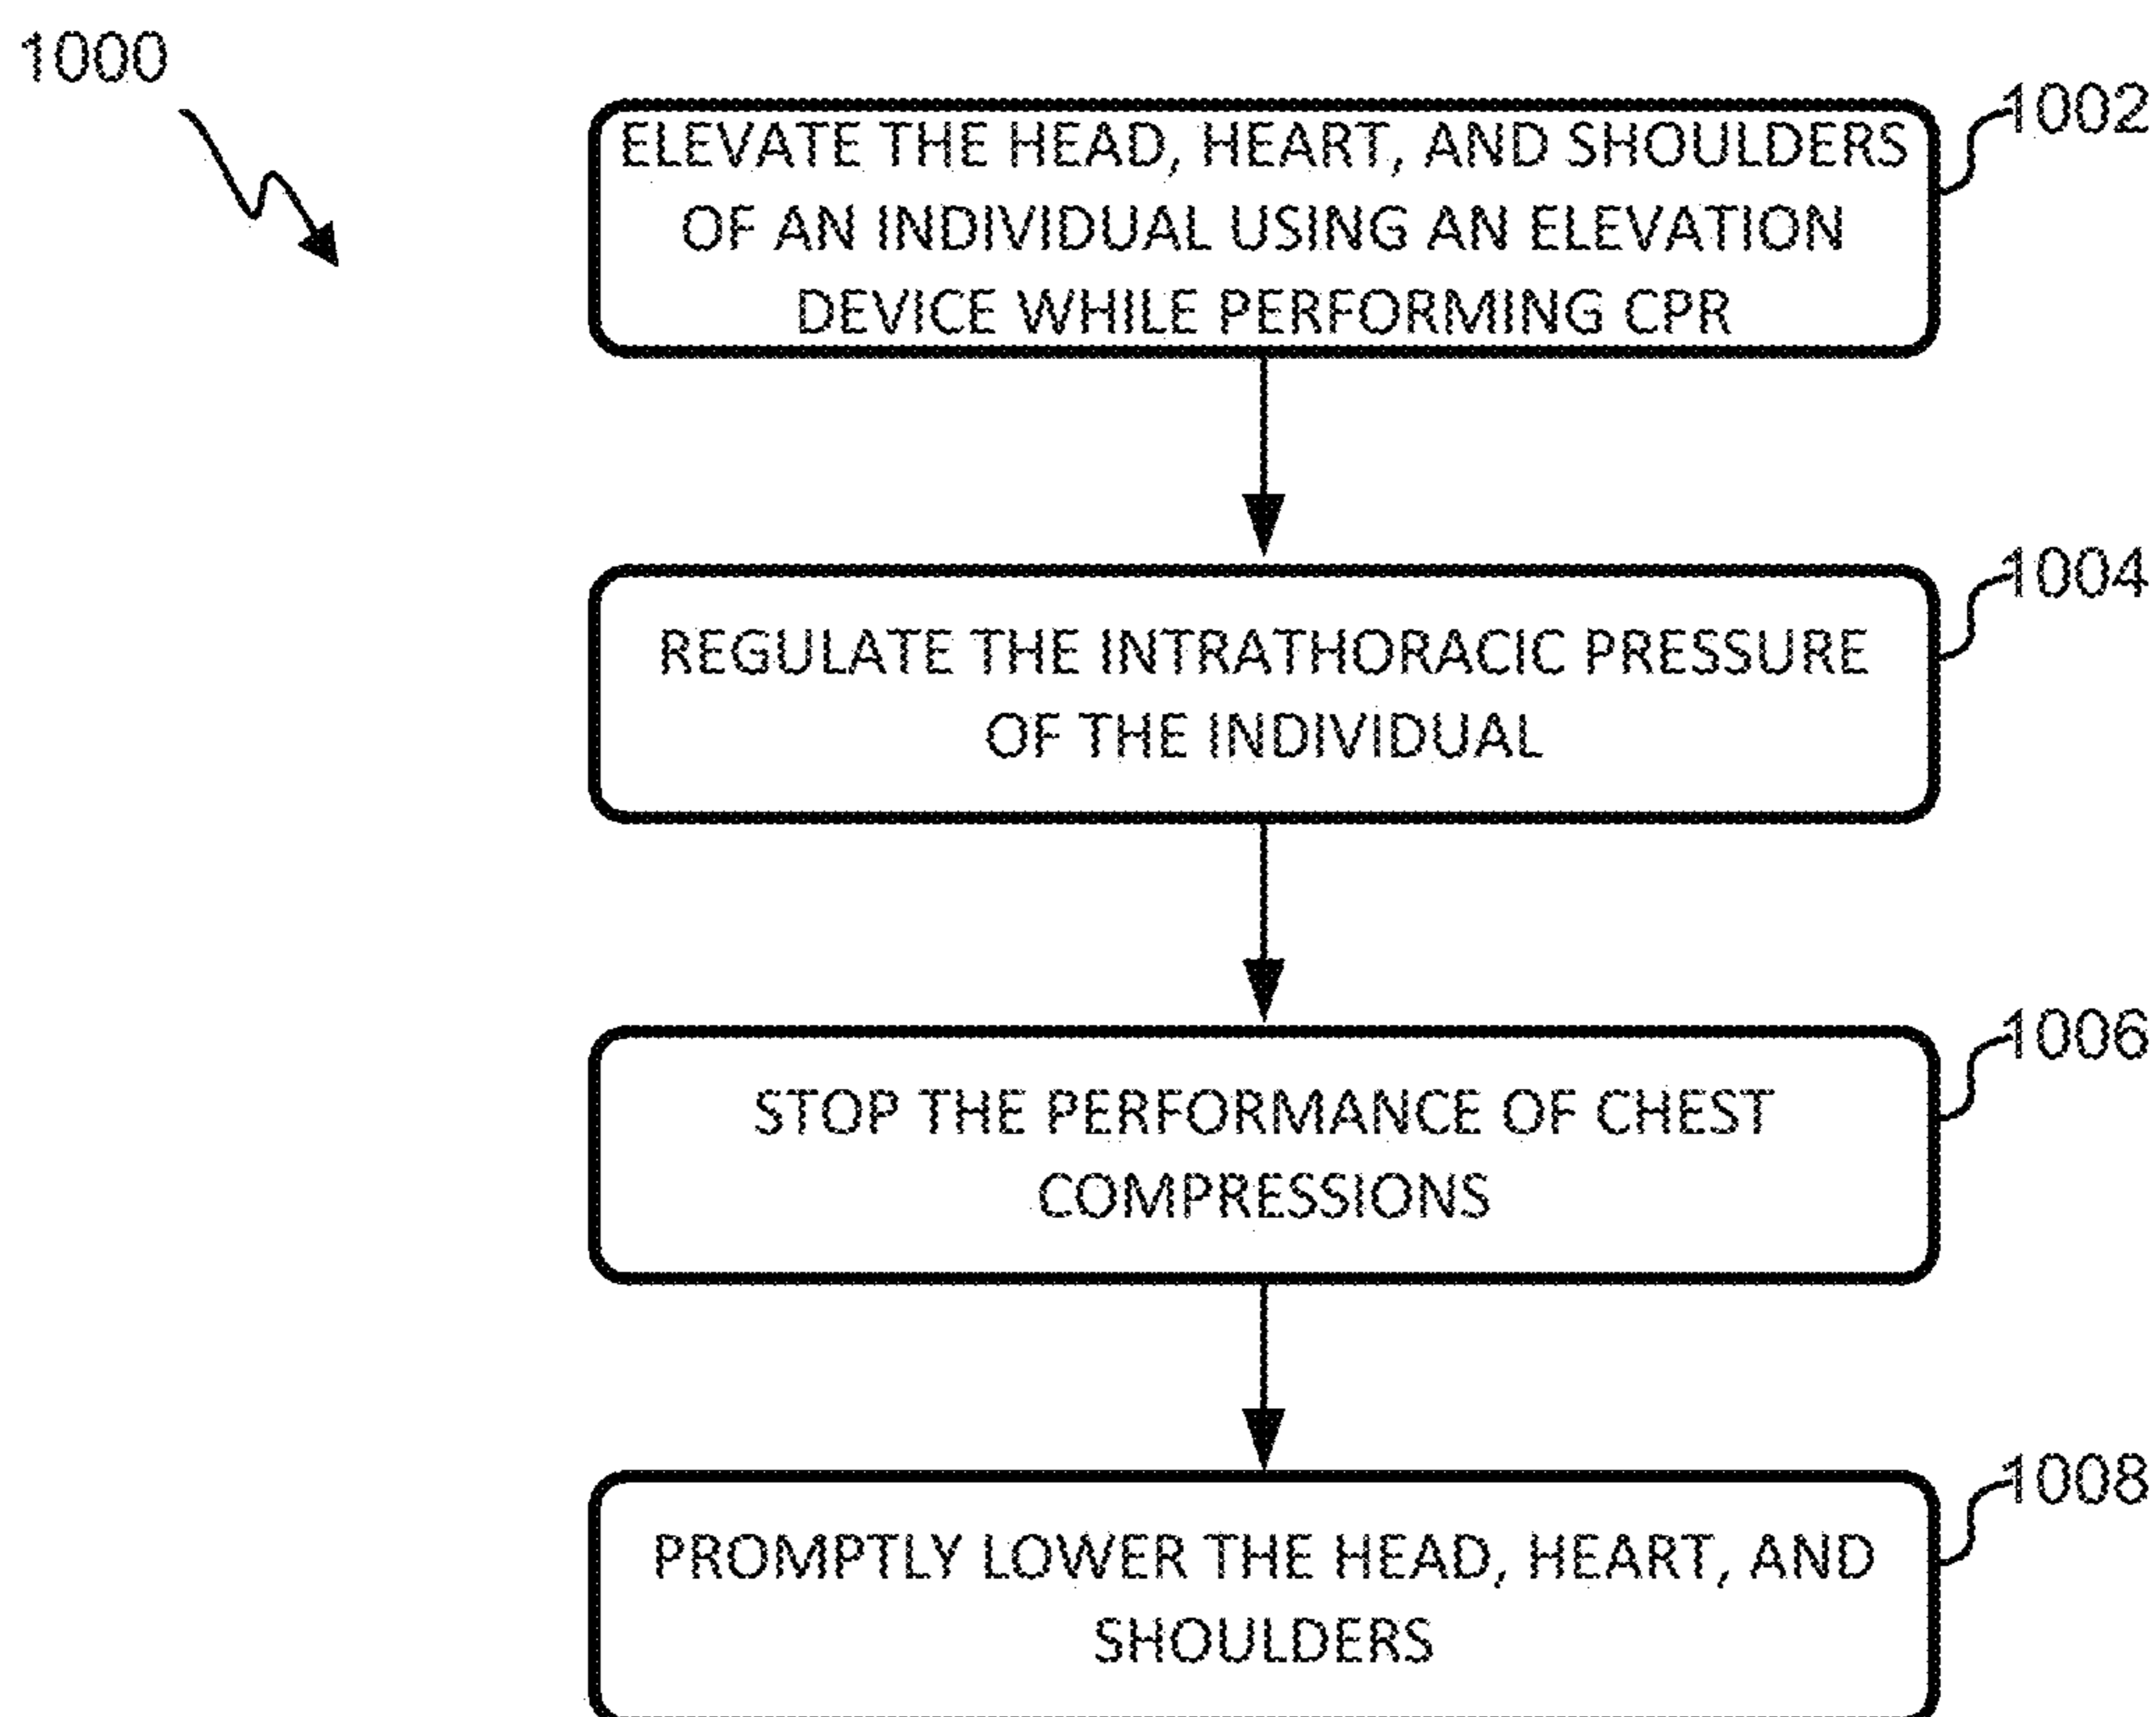 1000
1002
ELEVATE THE HEAD, HEART, AND SHOULDERS
OF AN INDIVIDUAL USING AN ELEVATION
DEVICE WHILE PERFORMING CPR
1004
REGULATE THE INTRATHORACIC PRESSURE
OF THE INDIVIDUAL
1006
STOP THE PERFORMANCE OF CHEST
COMPRESSIONS
1008
PROMPTLY LOWER THE HEAD, HEART, AND
SHOULDERS